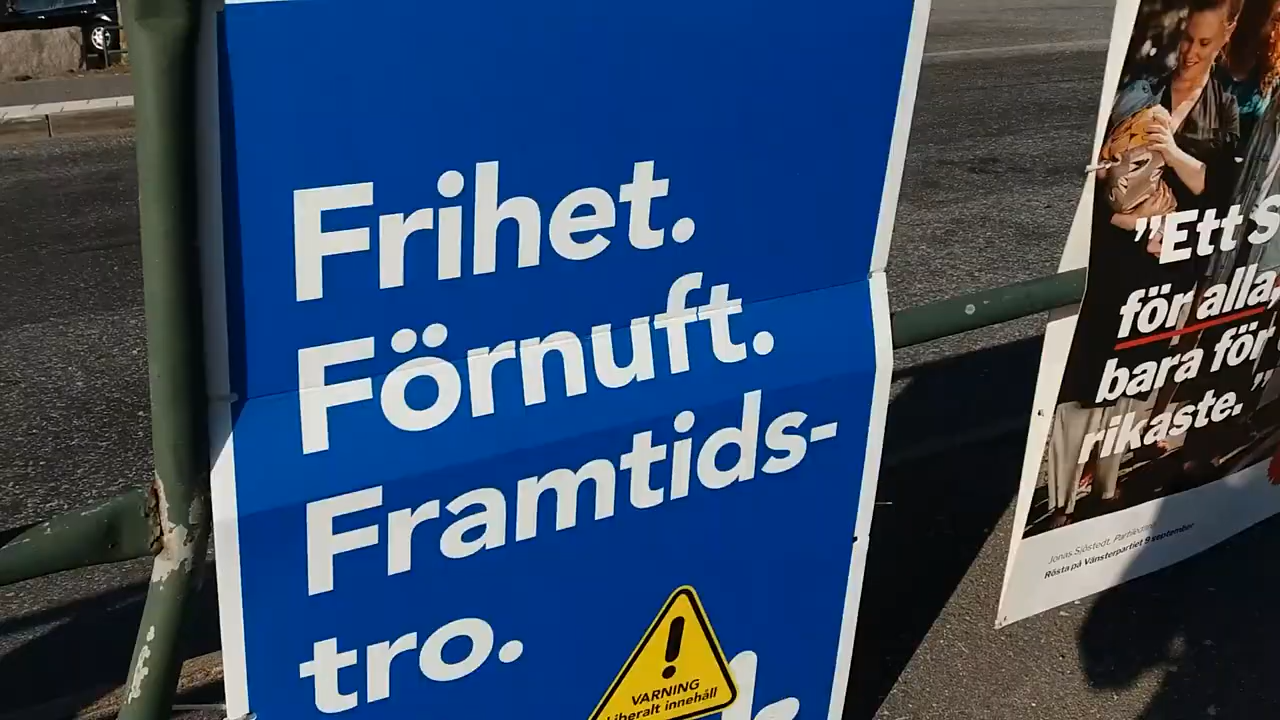 Frihet.
Förnuft.
Framtids-
tro.
VARNING
Liberalt innehåll
”Ett S
för alla,
bara för
rikaste.”
Jonas Sjöstedt, Partiledare
Rösta på Vänsterpartiet 9 september